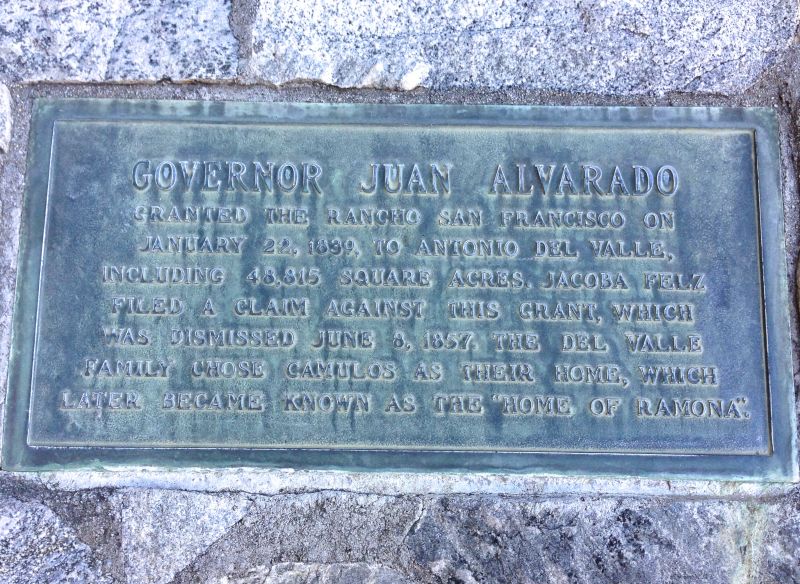 GOVERNOR JUAN ALVARADO
GRANTED THE RANCHO SAN FRANCISCO ON
JANUARY 22, 1839, TO ANTONIO DEL VALLE,
INCLUDING 48,815 SQUARE ACRES. JACOBA FELZ
FILED A CLAIM AGAINST THIS GRANT, WHICH
WAS DISMISSED JUNE 8, 1857. THE DEL VALLE
FAMILY CHOSE CAMULOS AS THEIR HOME, WHICH
LATER BECAME KNOWN AS THE "HOME OF RAMONA".